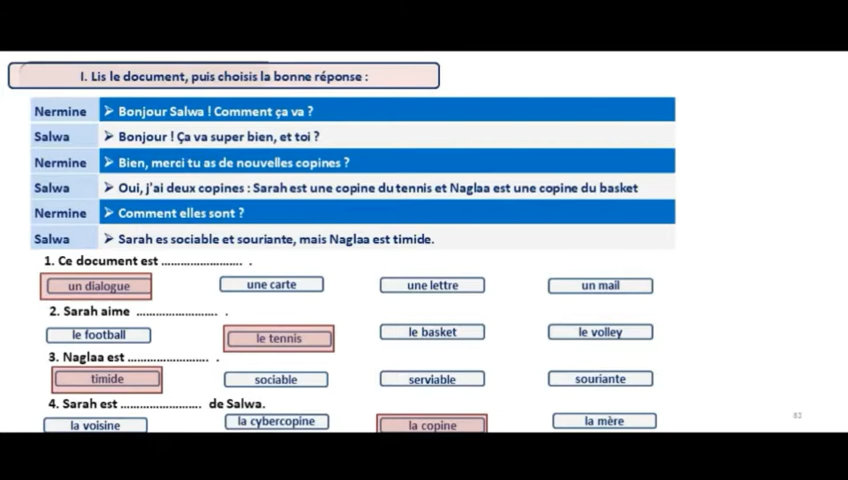 I. Lis le document, puis choisis la bonne réponse :
Nermine ➢ Bonjour Salwa ! Comment ça va ?
Salwa ➢ Bonjour ! Ça va super bien, et toi ?
Nermine ➢ Bien, merci tu as de nouvelles copines ?
Salwa ➢ Oui, j'ai deux copines : Sarah est une copine du tennis et Naglaa est une copine du basket
Nermine ➢ Comment elles sont ?
Salwa ➢ Sarah es sociable et souriante, mais Naglaa est timide.
1. Ce document est ........................ .
un dialogue une carte une lettre un mail
2. Sarah aime ........................ .
le football le tennis le basket le volley
3. Naglaa est ........................ .
timide sociable serviable souriante
4. Sarah est ........................ de Salwa.
la voisine la cybercopine la copine la mère
82